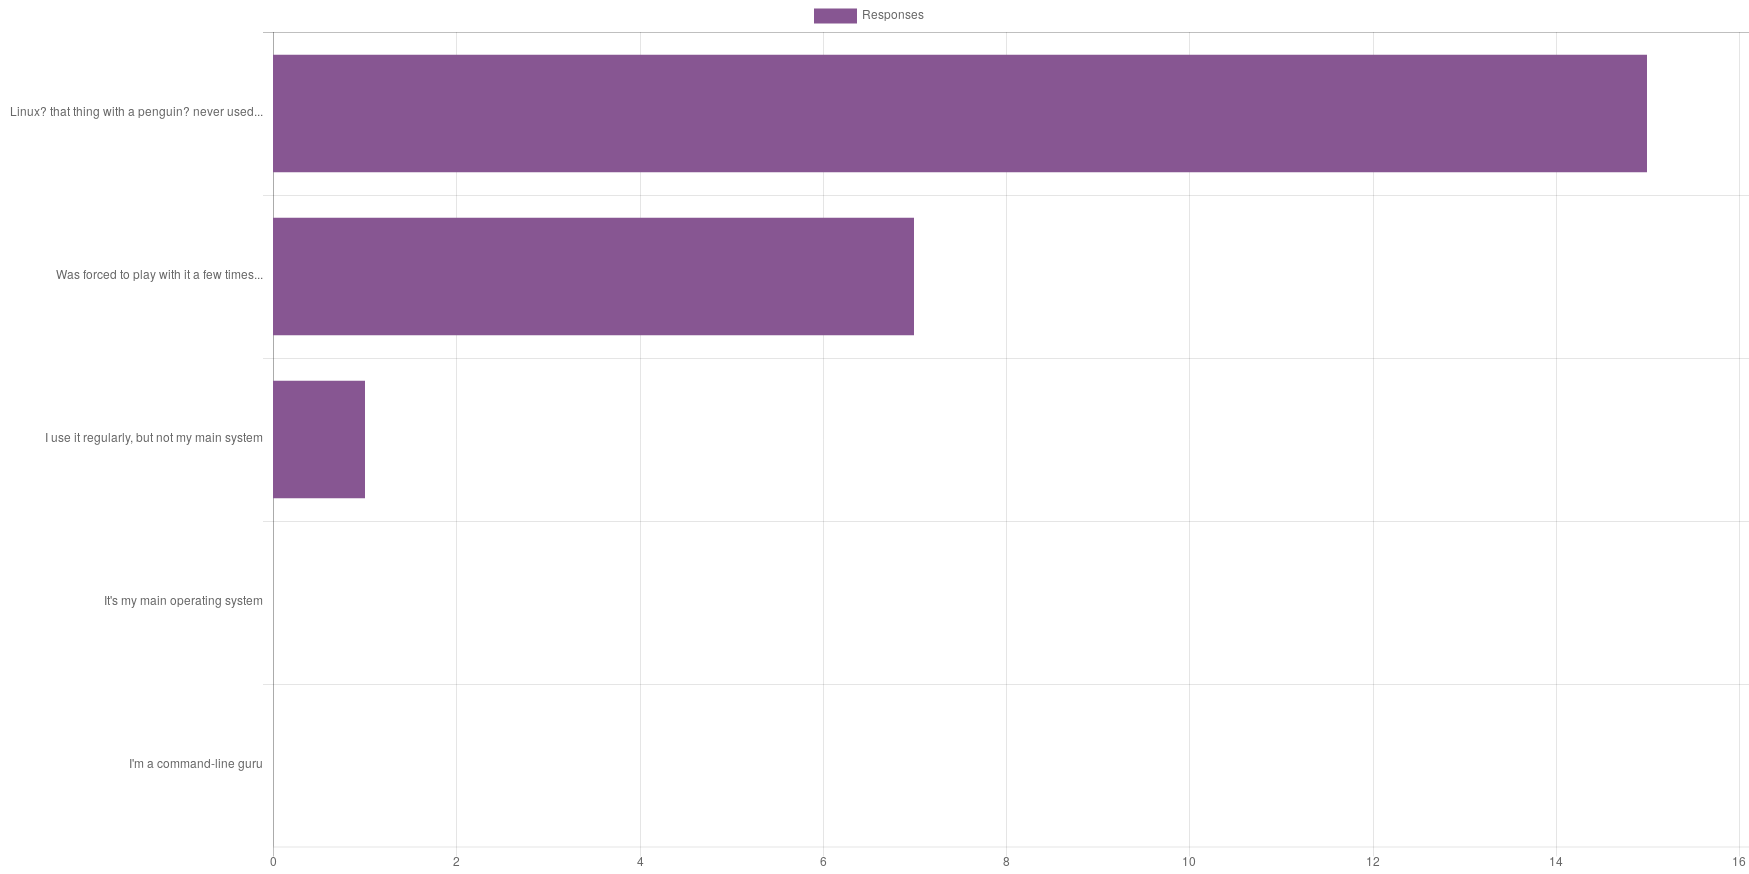 Responses
Linux? that thing with a penguin? never used...
Was forced to play with it a few times...
I use it regularly, but not my main system
It's my main operating system
I'm a command-line guru
0 2 4 6 8 10 12 14 16